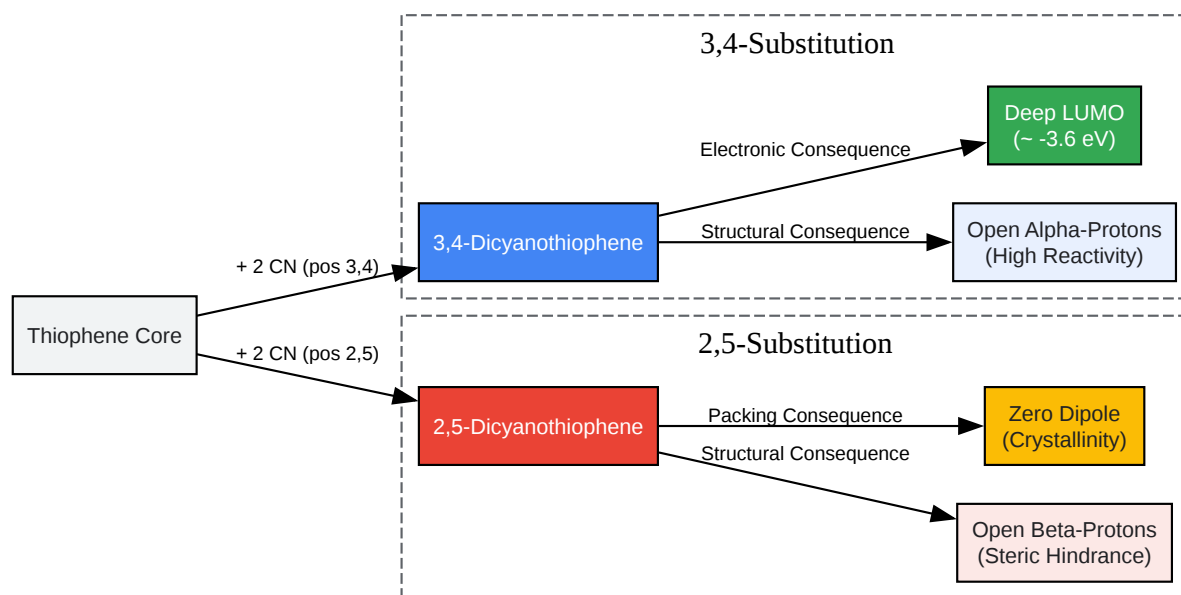 3,4-Substitution
Deep LUMO
(~ -3.6 eV)
Electronic Consequence
3,4-Dicyanothiophene
Structural Consequence
Open Alpha-Protons
(High Reactivity)
+ 2 CN (pos 3,4)
Thiophene Core
+ 2 CN (pos 2,5)
2,5-Substitution
2,5-Dicyanothiophene
Packing Consequence
Zero Dipole
(Crystallinity)
Structural Consequence
Open Beta-Protons
(Steric Hindrance)